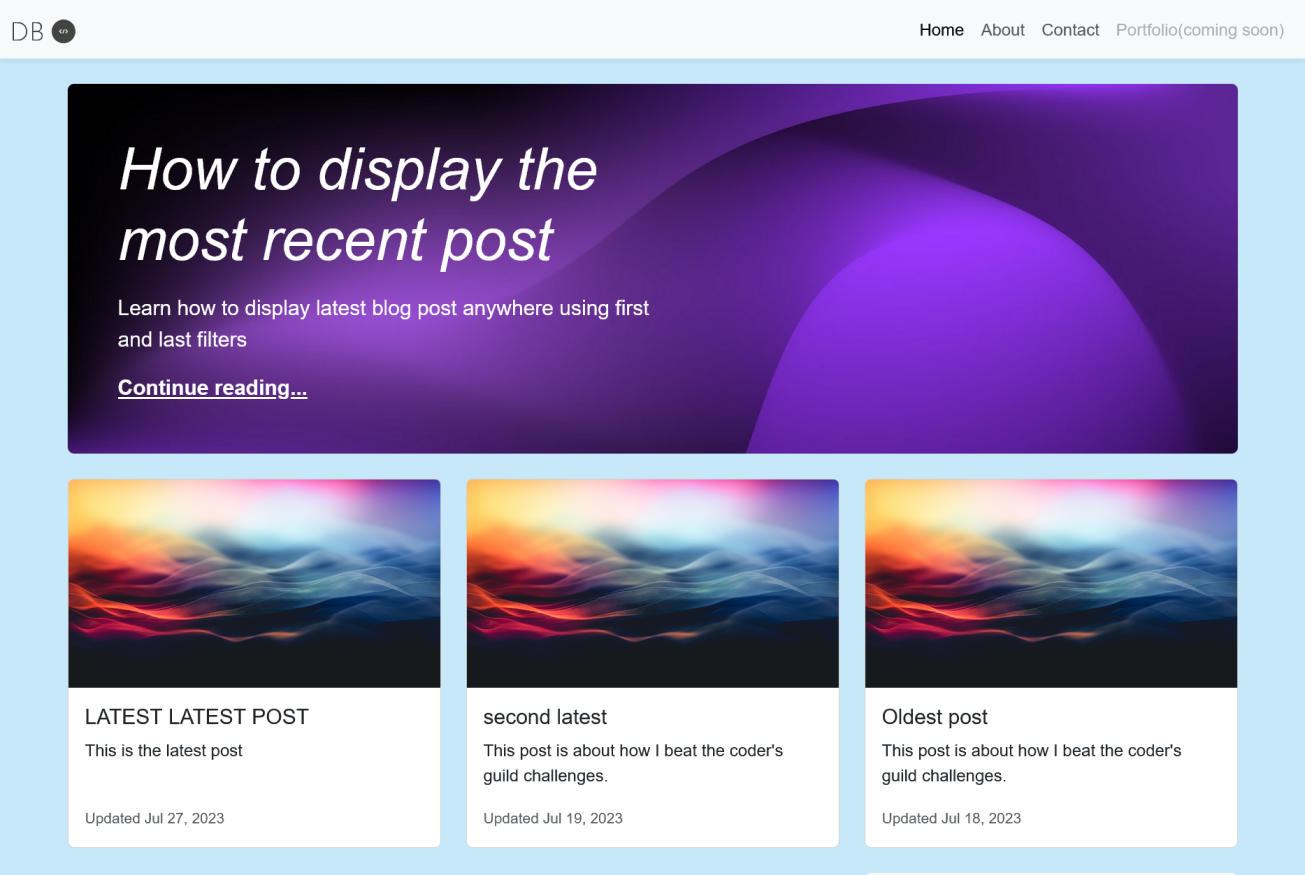 DB </>
Home About Contact Portfolio(coming soon)
How to display the
most recent post
Learn how to display latest blog post anywhere using first
and last filters
Continue reading...
LATEST LATEST POST
This is the latest post
Updated Jul 27, 2023
second latest
This post is about how I beat the coder's
guild challenges.
Updated Jul 19, 2023
Oldest post
This post is about how I beat the coder's
guild challenges.
Updated Jul 18, 2023